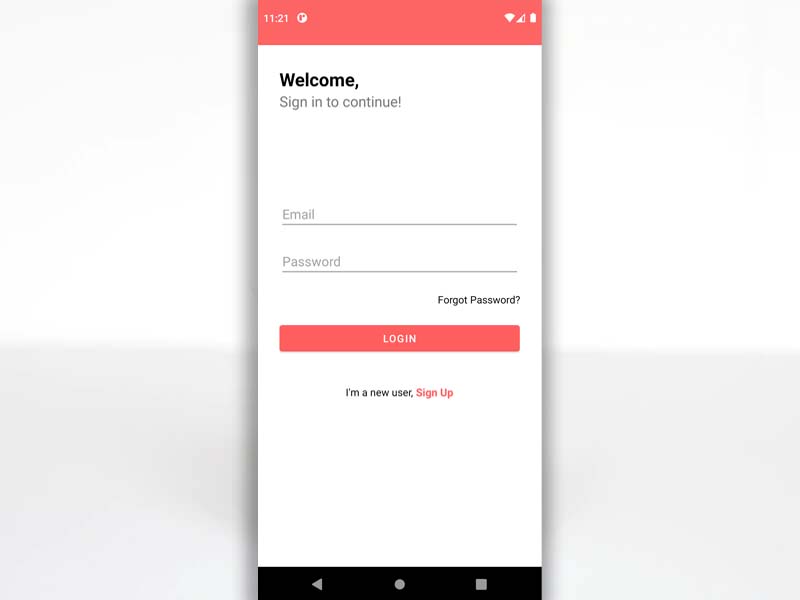 11:21
Welcome,
Sign in to continue!
Email
Password
Forgot Password?
LOGIN
I'm a new user, Sign Up